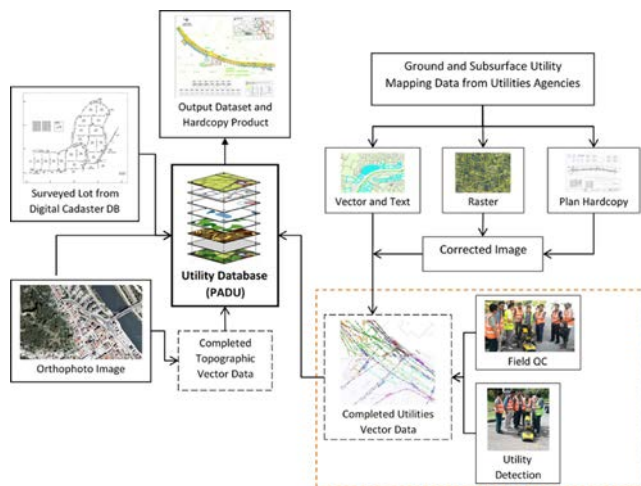 Ground and Subsurface Utility
Mapping Data from Utilities Agencies
Output Dataset and
Hardcopy Product
Surveyed Lot from
Digital Cadaster DB
Vector and Text
Raster
Plan Hardcopy
Corrected Image
Utility Database
(PADU)
Orthophoto Image
Completed
Topographic
Vector Data
Completed Utilities
Vector Data
Field QC
Utility
Detection